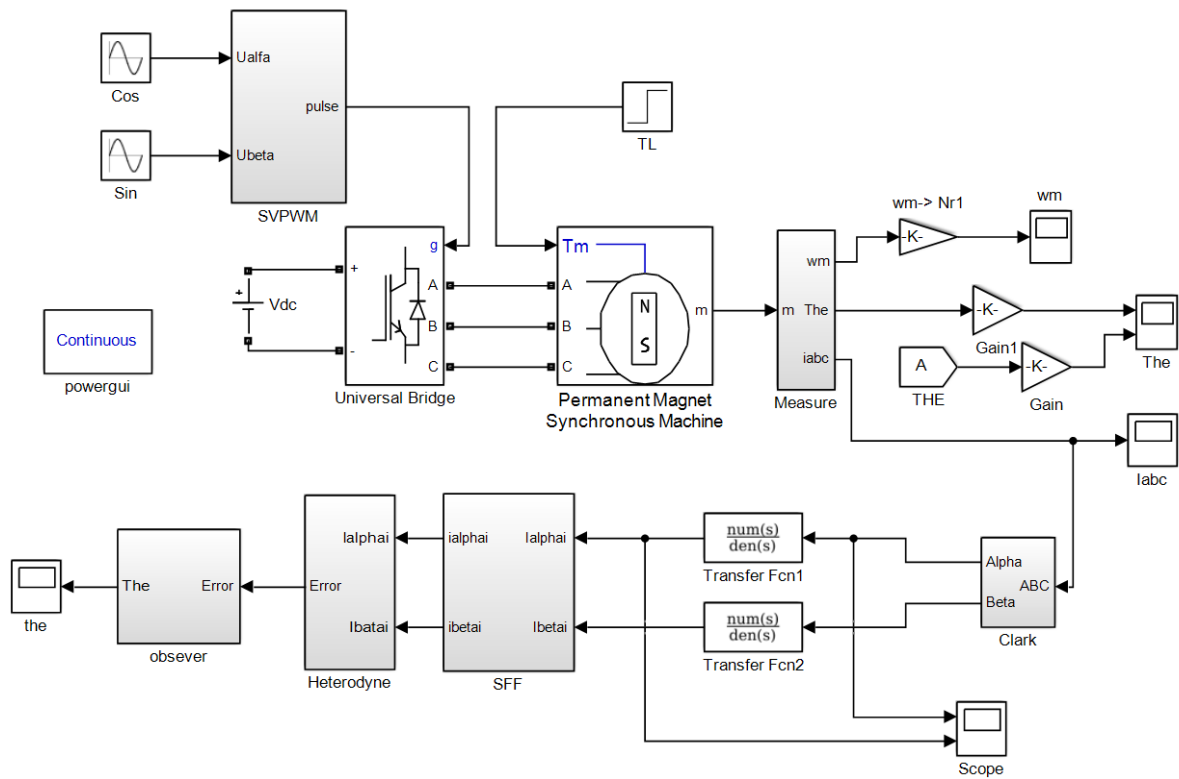 Cos
Sin
Ualfa
Ubeta
pulse
SVPWM
TL
Continuous
powergui
+
Vdc
+
-
g
A
B
C
Universal Bridge
Tm
A
B
C
N
S
m
Permanent Magnet
Synchronous Machine
m
wm
The
iabc
Measure
wm-> Nr1
-K-
wm
-K-
Gain1
A
THE
-K-
Gain
The
Iabc
the
The
Error
obsever
Ialphai
Error
Ibatai
Heterodyne
ialphai
Ialphai
ibetai
Ibetai
SFF
num(s)
den(s)
Transfer Fcn1
num(s)
den(s)
Transfer Fcn2
Alpha
ABC
Beta
Clark
Scope